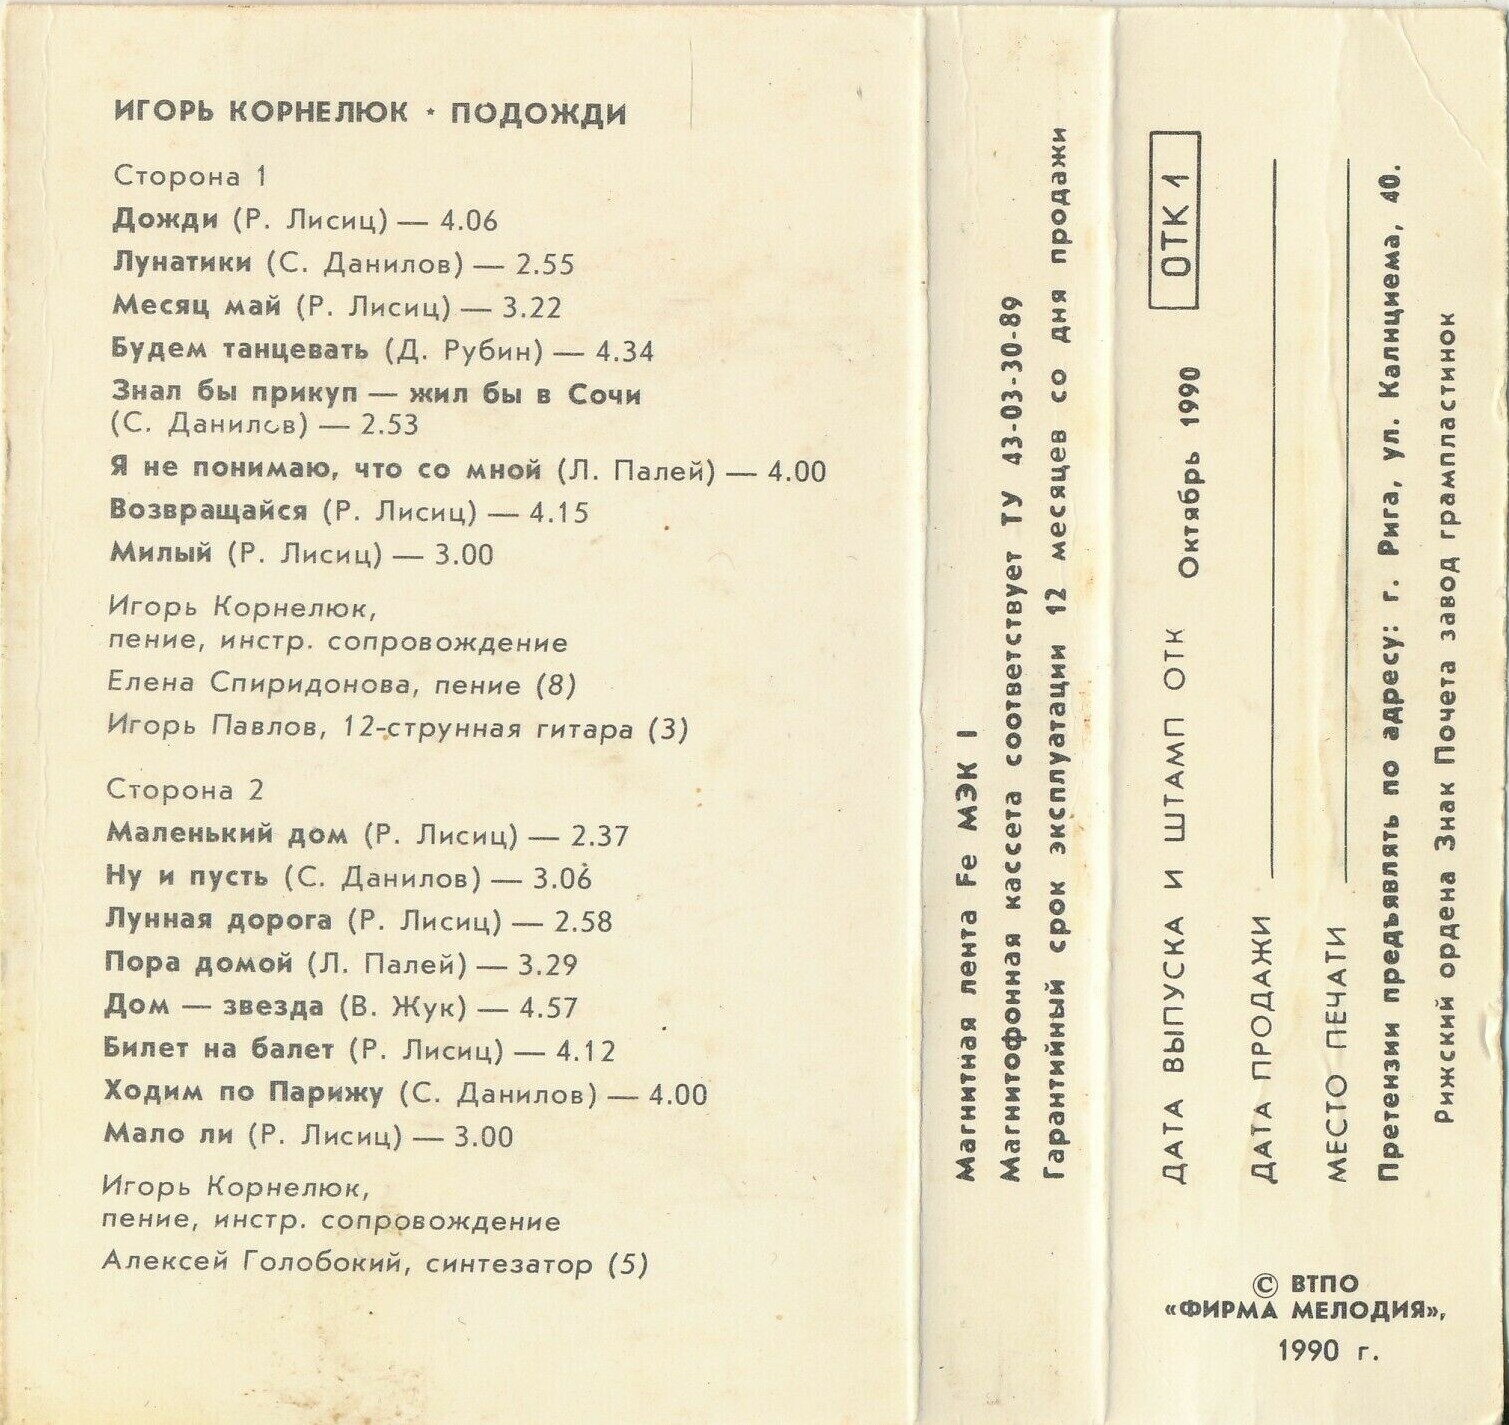 ИГОРЬ КОРНЕЛЮК · ПОДОЖДИ
Сторона 1
Дожди (Р. Лисиц) — 4.06
Лунатики (С. Данилов) — 2.55
Месяц май (Р. Лисиц) — 3.22
Будем танцевать (Д. Рубин) — 4.34
Знал бы прикуп — жил бы в Сочи
(С. Данилов) — 2.53
Я не понимаю, что со мной (Л. Палей) — 4.00
Возвращайся (Р. Лисиц) — 4.15
Милый (Р. Лисиц) — 3.00
Игорь Корнелюк,
пение, инстр. сопровождение
Елена Спиридонова, пение (8)
Игорь Павлов, 12-струнная гитара (3)
Сторона 2
Маленький дом (Р. Лисиц) — 2.37
Ну и пусть (С. Данилов) — 3.06
Лунная дорога (Р. Лисиц) — 2.58
Пора домой (Л. Палей) — 3.29
Дом — звезда (В. Жук) — 4.57
Билет на балет (Р. Лисиц) — 4.12
Ходим по Парижу (С. Данилов) — 4.00
Мало ли (Р. Лисиц) — 3.00
Игорь Корнелюк,
пение, инстр. сопровождение
Алексей Голобокий, синтезатор (5)
Магнитная лента Fe МЭК I
Магнитофонная кассета соответствует ТУ 43-03-30-89
Гарантийный срок эксплуатации 12 месяцев со дня продажи
ДАТА ВЫПУСКА И ШТАМП ОТК Октябрь 1990 ОТК 1
ДАТА ПРОДАЖИ
МЕСТО ПЕЧАТИ
Претензии предъявлять по адресу: г. Рига, ул. Калнциема, 40.
Рижский ордена Знак Почета завод грампластинок
© ВТПО
«ФИРМА МЕЛОДИЯ»,
1990 г.